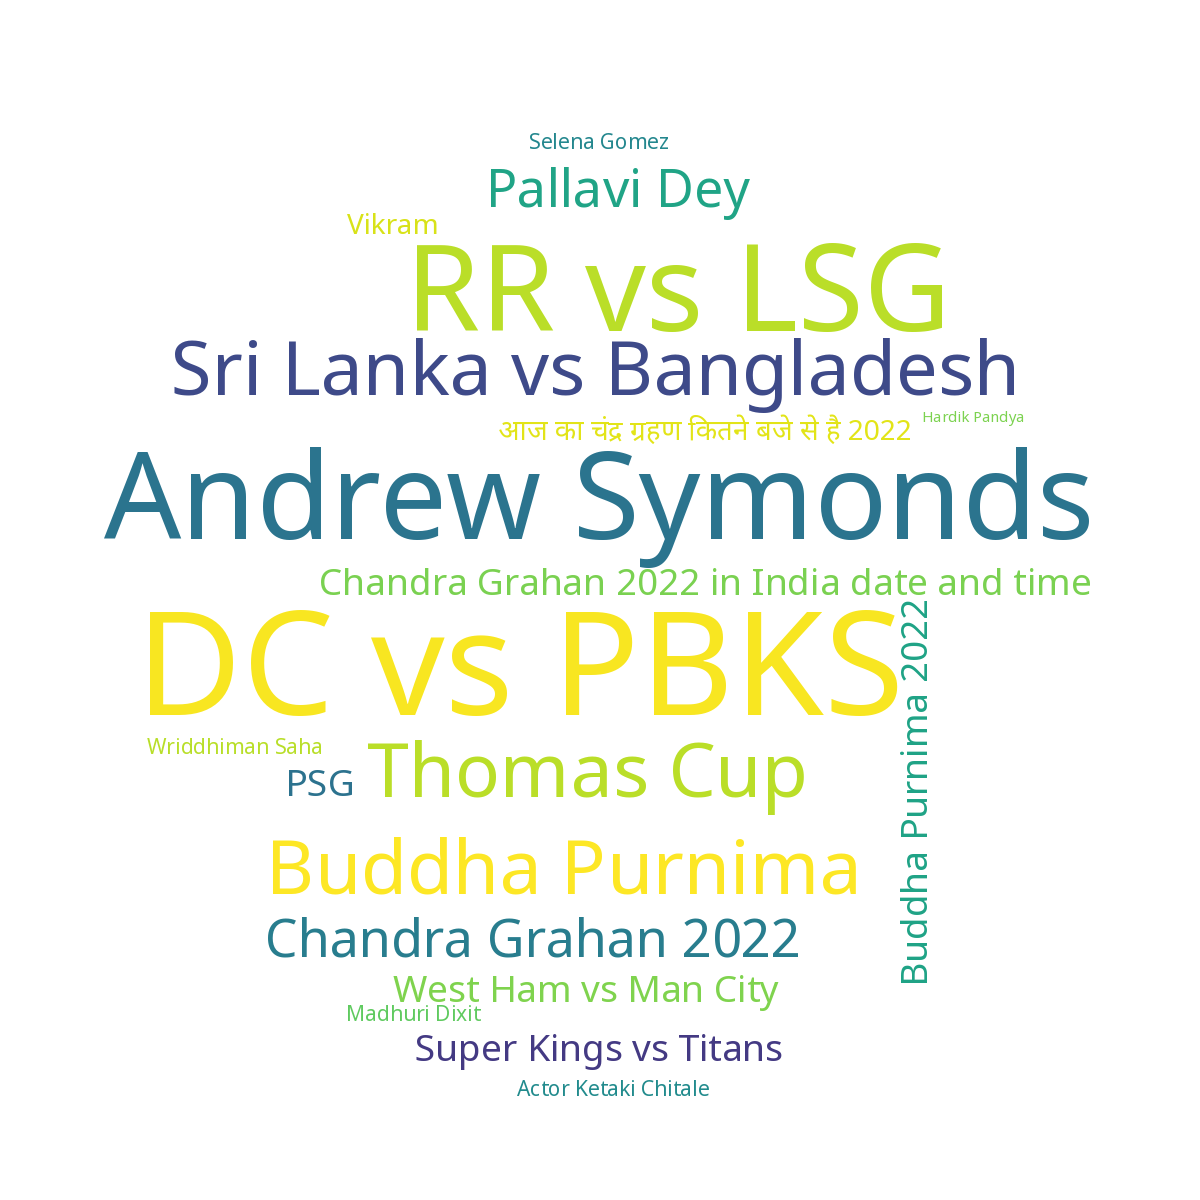 Selena Gomez
Pallavi Dey
Vikram
RR vs LSG
Sri Lanka vs Bangladesh
Hardik Pandya
आज का चंद्र ग्रहण कितने बजे से है 2022
Andrew Symonds
Chandra Grahan 2022 in India date and time
DC vs PBKS
Buddha Purnima 2022
Wriddhiman Saha
Thomas Cup
PSG
Buddha Purnima
Chandra Grahan 2022
West Ham vs Man City
Madhuri Dixit
Super Kings vs Titans
Actor Ketaki Chitale